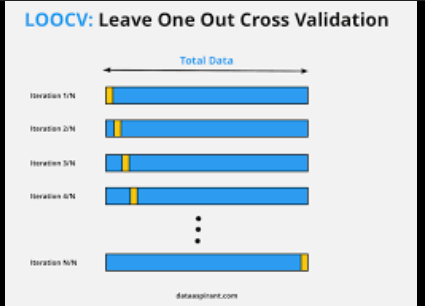 LOOCV: Leave One Out Cross Validation
Total Data
Iteration 1/N
Iteration 2/N
Iteration 3/N
Iteration 4/N
Iteration N/N
dataaspirant.com